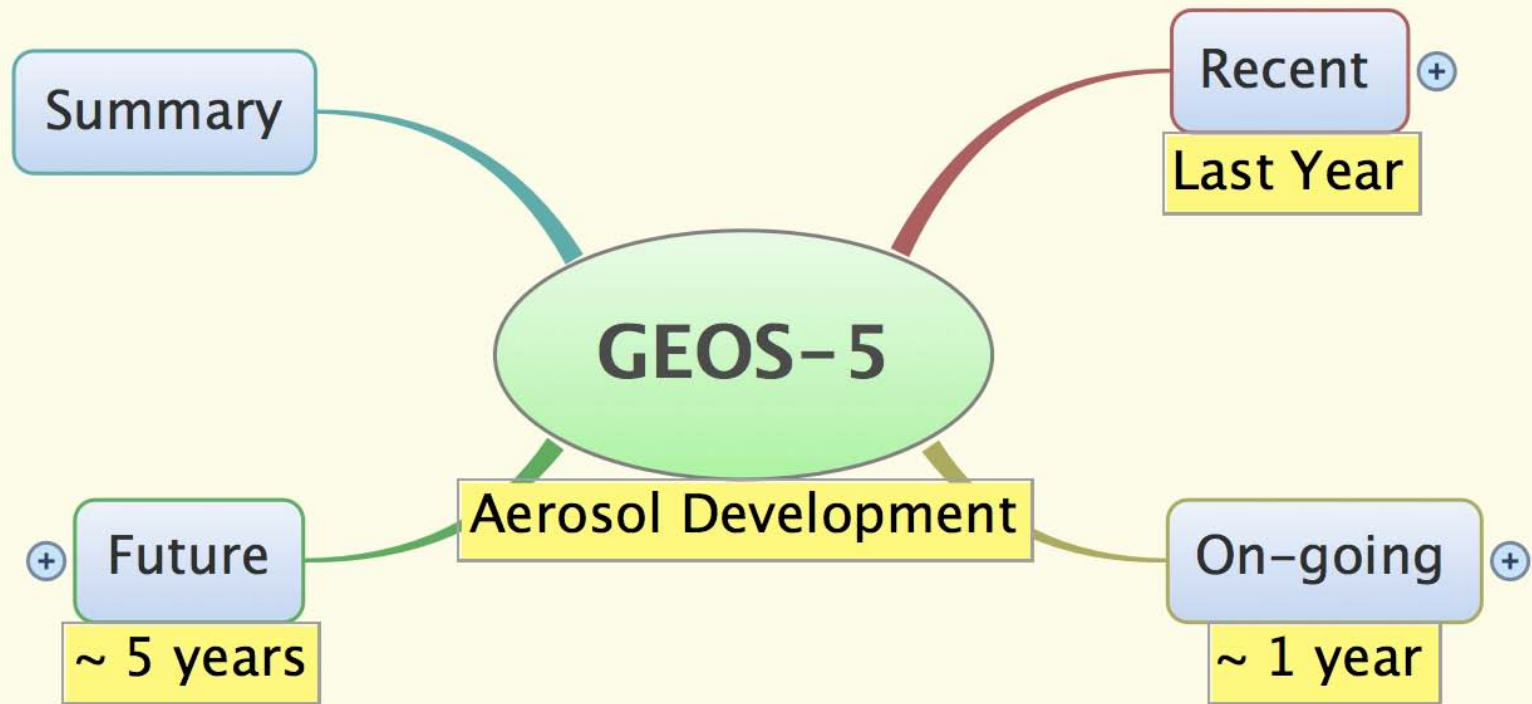 Summary
Recent
Last Year
GEOS-5
Aerosol Development
Future
~ 5 years
On-going
~ 1 year